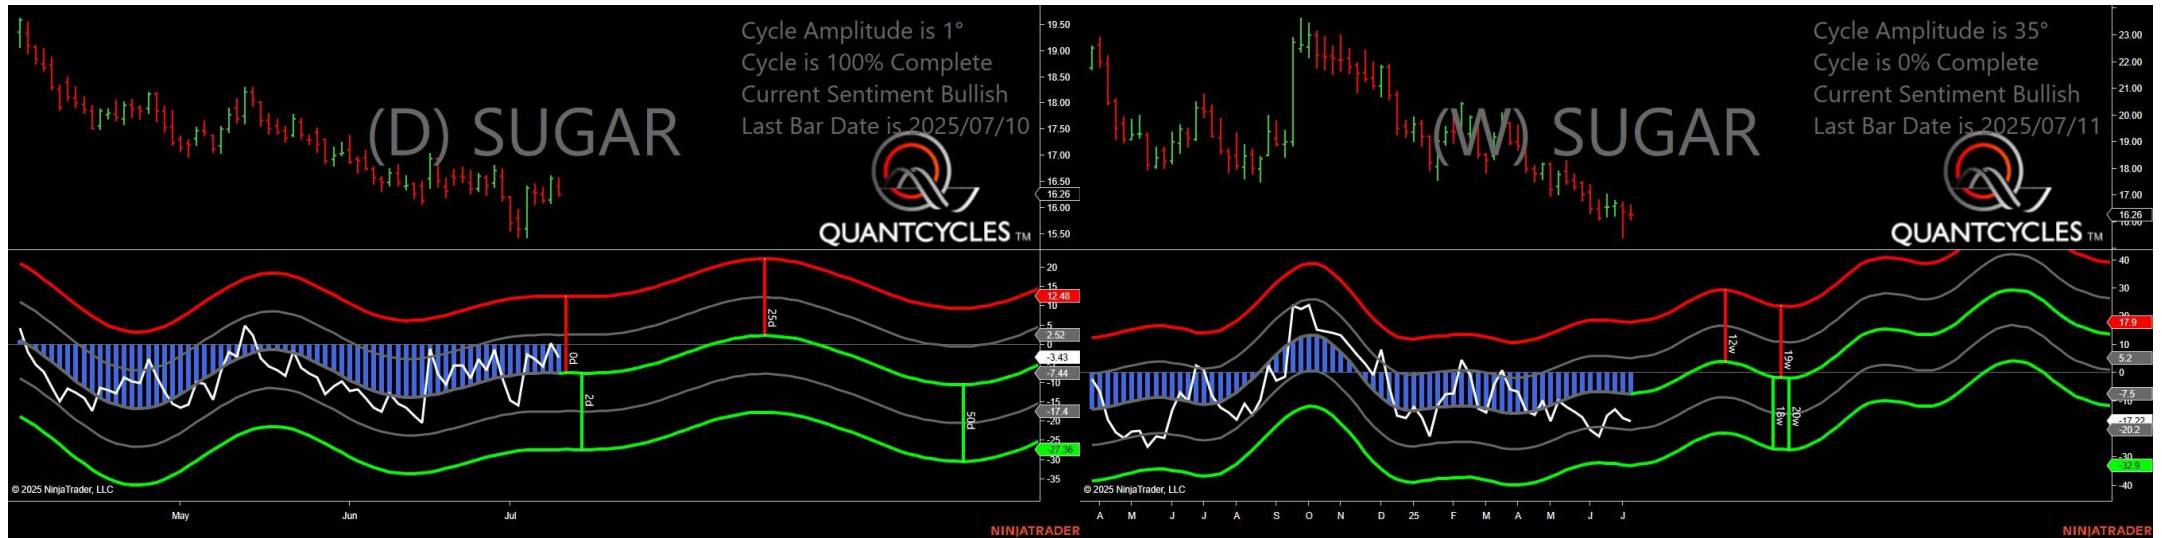 Cycle Amplitude is 1°
Cycle is 100% Complete
Current Sentiment Bullish
Last Bar Date is 2025/07/10
(D) SUGAR
QUANTCYCLES TM
19.50
19.00
18.50
18.00
17.50
17.00
16.50
16.26
16.00
15.50
20
15
12.48
10
5
2.52
0
-3.43
-7.44
-10
-15
-17.4
-20
-25
-27.36
-30
-35
0d
2d
25d
50d
© 2025 NinjaTrader, LLC
May
Jun
Jul
NINJATRADER
Cycle Amplitude is 35°
Cycle is 0% Complete
Current Sentiment Bullish
Last Bar Date is 2025/07/11
(W) SUGAR
QUANTCYCLES TM
23.00
22.00
21.00
20.00
19.00
18.00
17.00
16.26
16.00
40
30
17.9
10
5.2
0
-7.5
-17.22
-20.2
-30
-32.9
-40
12w
19w
18w
20w
© 2025 NinjaTrader, LLC
A M J J A S O N D 25 F M A M J J
NINJATRADER